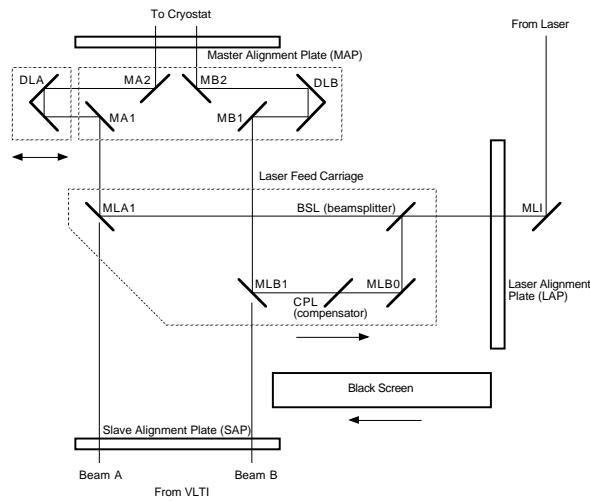 To Cryostat
From Laser
Master Alignment Plate (MAP)
DLA
MA2
MB2
DLB
MA1
MB1
Laser Feed Carriage
MLA1
BSL (beamsplitter)
MLI
MLB1
MLB0
CPL
(compensator)
Laser Alignment
Plate (LAP)
Black Screen
Slave Alignment Plate (SAP)
Beam A
Beam B
From VLTI